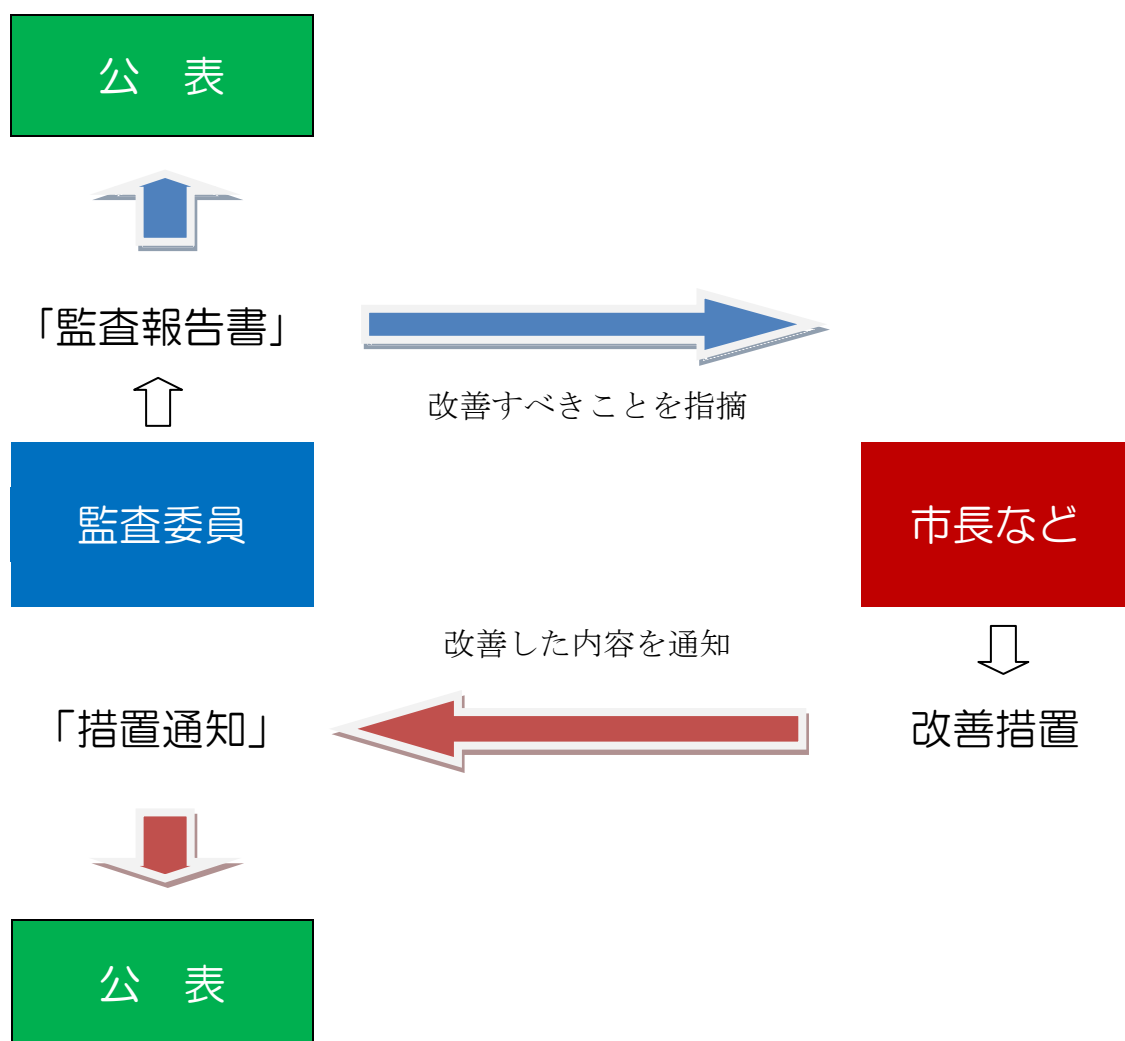 公　表
「監査報告書」
改善すべきことを指摘
監査委員
市長など
改善した内容を通知
「措置通知」
改善措置
公　表